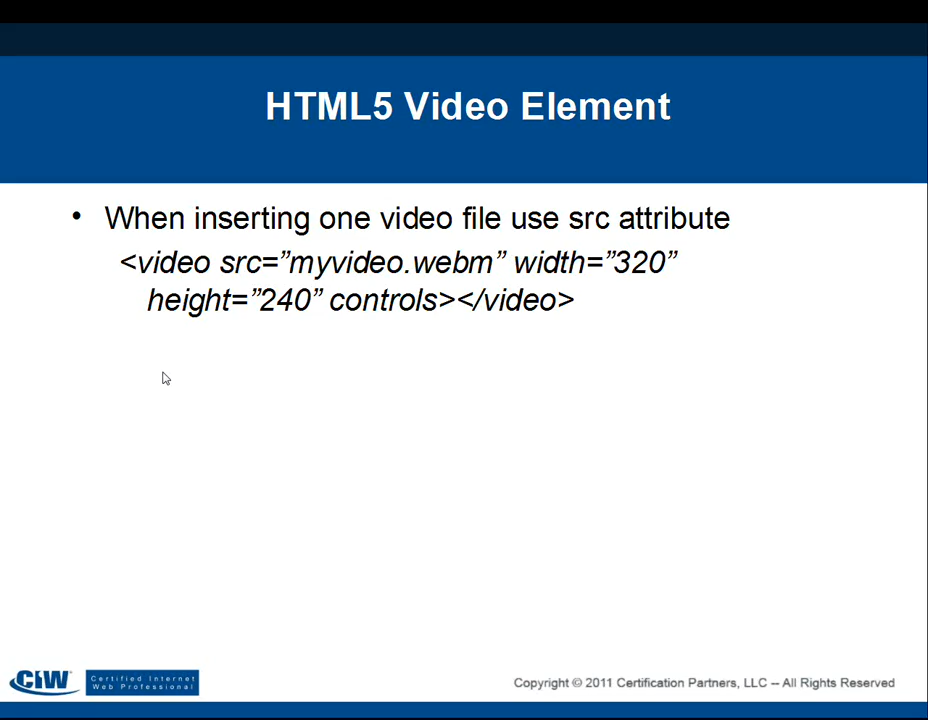 HTML5 Video Element
• When inserting one video file use src attribute
<video src=”myvideo.webm” width=”320”
height=”240” controls></video>
CIW Certified Internet
Web Professional
Copyright © 2011 Certification Partners, LLC -- All Rights Reserved